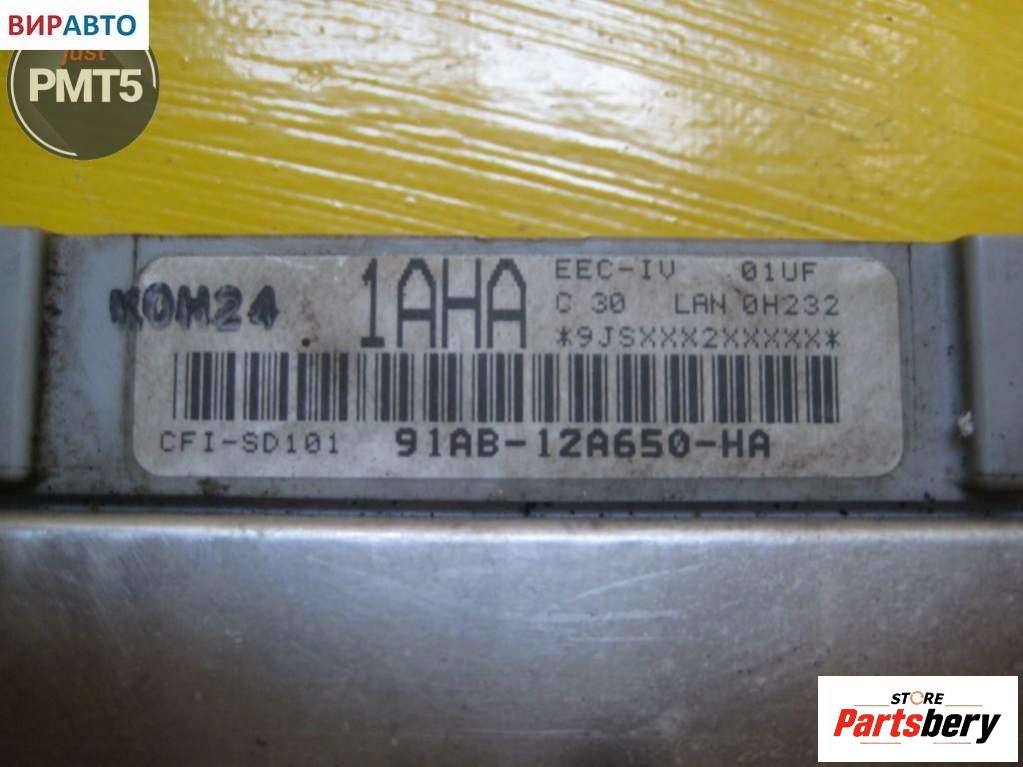 ВИРАВТО
just
PMT5
KOM24
1AHA
EEC-IV 01UF
C 30 LAN 0H232
*9JSXXX2XXXXX*
CFI-SD101 91AB-12A650-HA
STORE
Partsbery